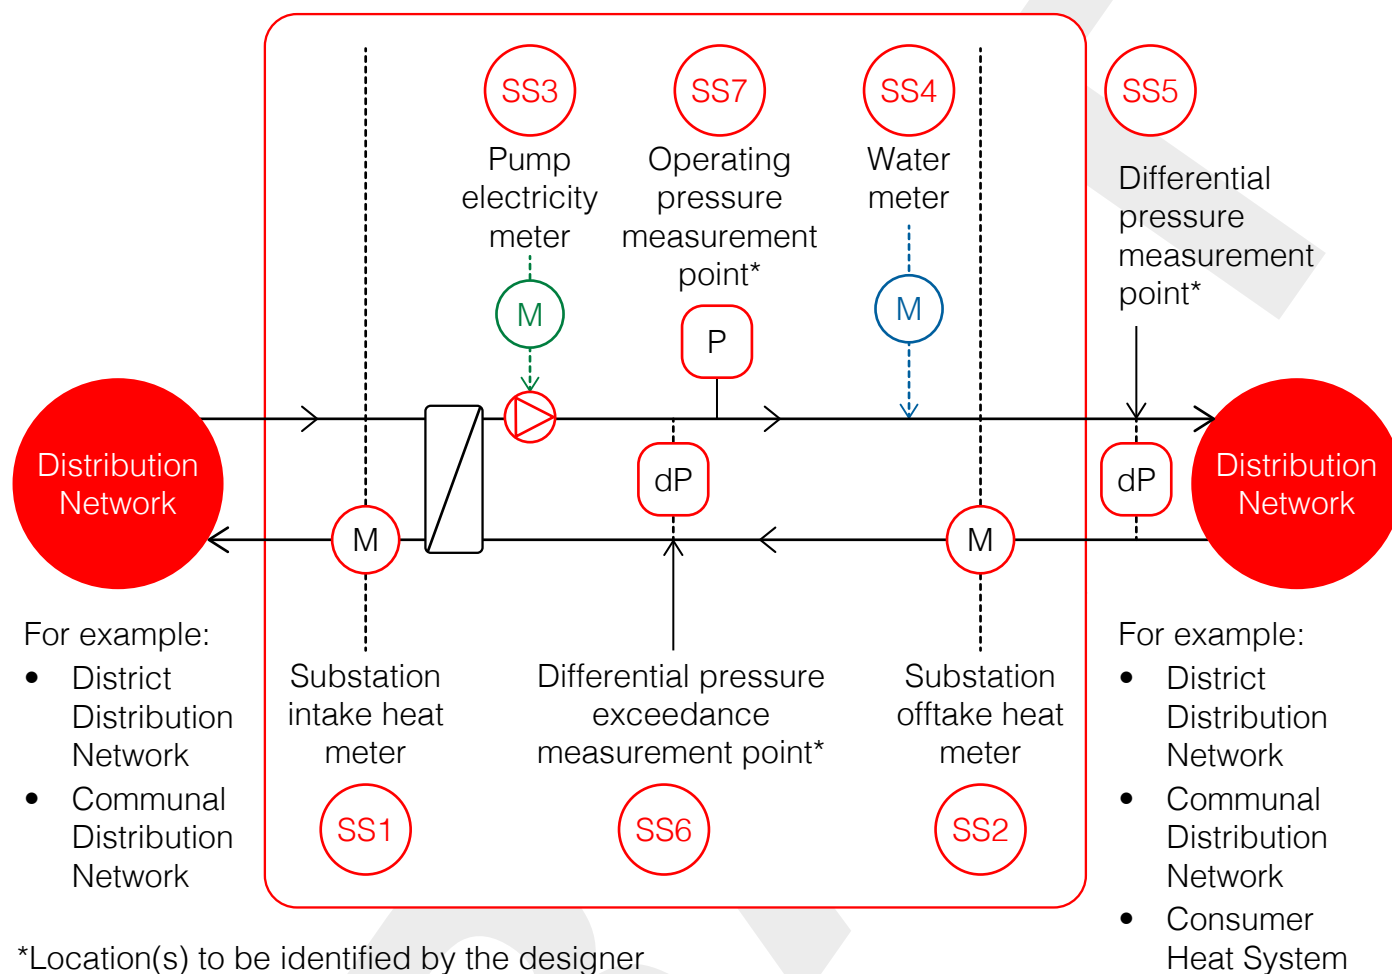 SS3
SS7
SS4
SS5
Pump
electricity
meter
Operating
pressure
measurement
point*
Water
meter
Differential
pressure
measurement
point*
M
P
M
Distribution
Network
dP
dP
Distribution
Network
M
M
For example:
• District
Distribution
Network
• Communal
Distribution
Network
Substation
intake heat
meter
Differential pressure
exceedance
measurement point*
Substation
offtake heat
meter
SS1
SS6
SS2
For example:
• District
Distribution
Network
• Communal
Distribution
Network
• Consumer
Heat System
*Location(s) to be identified by the designer